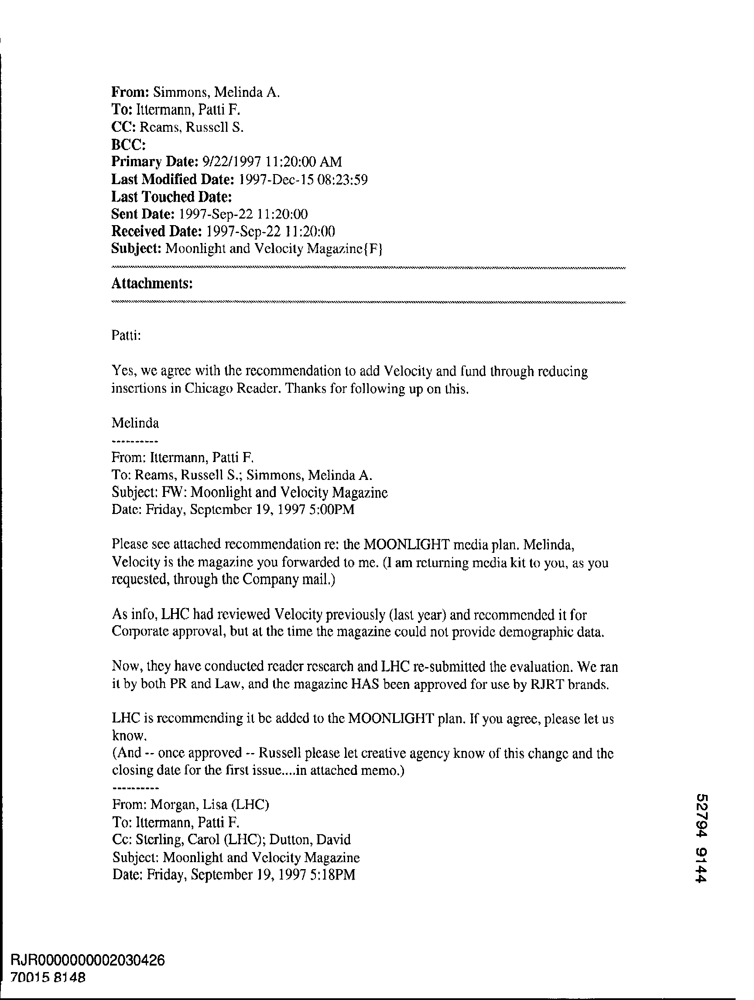 From: Simmons, Melinda A.
To: Ittermann, Patti F.
CC: Reams, Russell S.
BCC:
Primary Date: 9/22/1997 11:20:00 AM
Last Modified Date: 1997-Dec-15 08:23:59
Last Touched Date:
Sent Date: 1997-Sep-22 11:20:00
Received Date: 1997-Sep-22 11:20:00
Subject: Moonlight and Velocity Magazine{F}
Attachments:
Patti:
Yes, we agree with the recommendation to add Velocity and fund through reducing
insertions in Chicago Reader. Thanks for following up on this.
Melinda
----------
From: Ittermann, Patti F.
To: Reams, Russell S.; Simmons, Melinda A.
Subject: FW: Moonlight and Velocity Magazine
Date: Friday, September 19, 1997 5:00PM
Please see attached recommendation re: the MOONLIGHT media plan. Melinda,
Velocity is the magazine you forwarded to me. (I am returning media kit to you, as you
requested, through the Company mail.)
As info, LHC had reviewed Velocity previously (last year) and recommended it for
Corporate approval, but at the time the magazine could not provide demographic data.
Now, they have conducted reader research and LHC re-submitted the evaluation. We ran
it by both PR and Law, and the magazine HAS been approved for use by RJRT brands.
LHC is recommending it be added to the MOONLIGHT plan. If you agree, please let us
know.
(And -- once approved -- Russell please let creative agency know of this change and the
closing date for the first issue....in attached memo.)
----------
From: Morgan, Lisa (LHC)
To: Ittermann, Patti F.
Cc: Sterling, Carol (LHC); Dutton, David
Subject: Moonlight and Velocity Magazine
Date: Friday, September 19, 1997 5:18PM
52794 9144
RJR0000000002030426
70015 8148